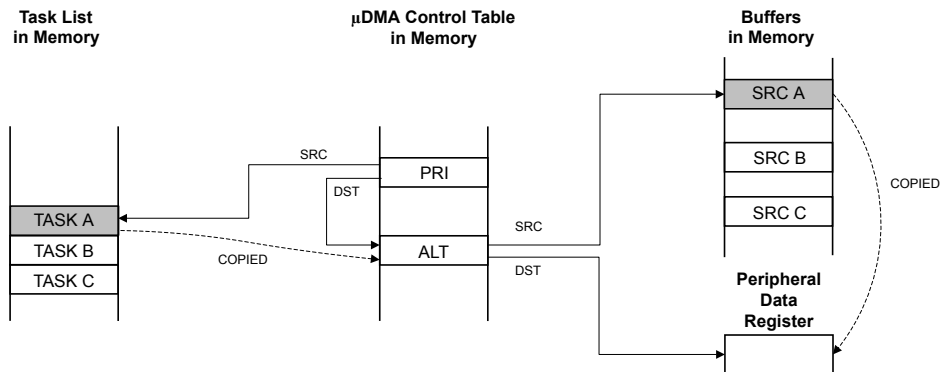 Task List
in Memory
µDMA Control Table
in Memory
Buffers
in Memory
SRC A
SRC
PRI
SRC B
DST
COPIED
TASK A
SRC C
SRC
TASK B
COPIED
ALT
DST
TASK C
Peripheral
Data
Register